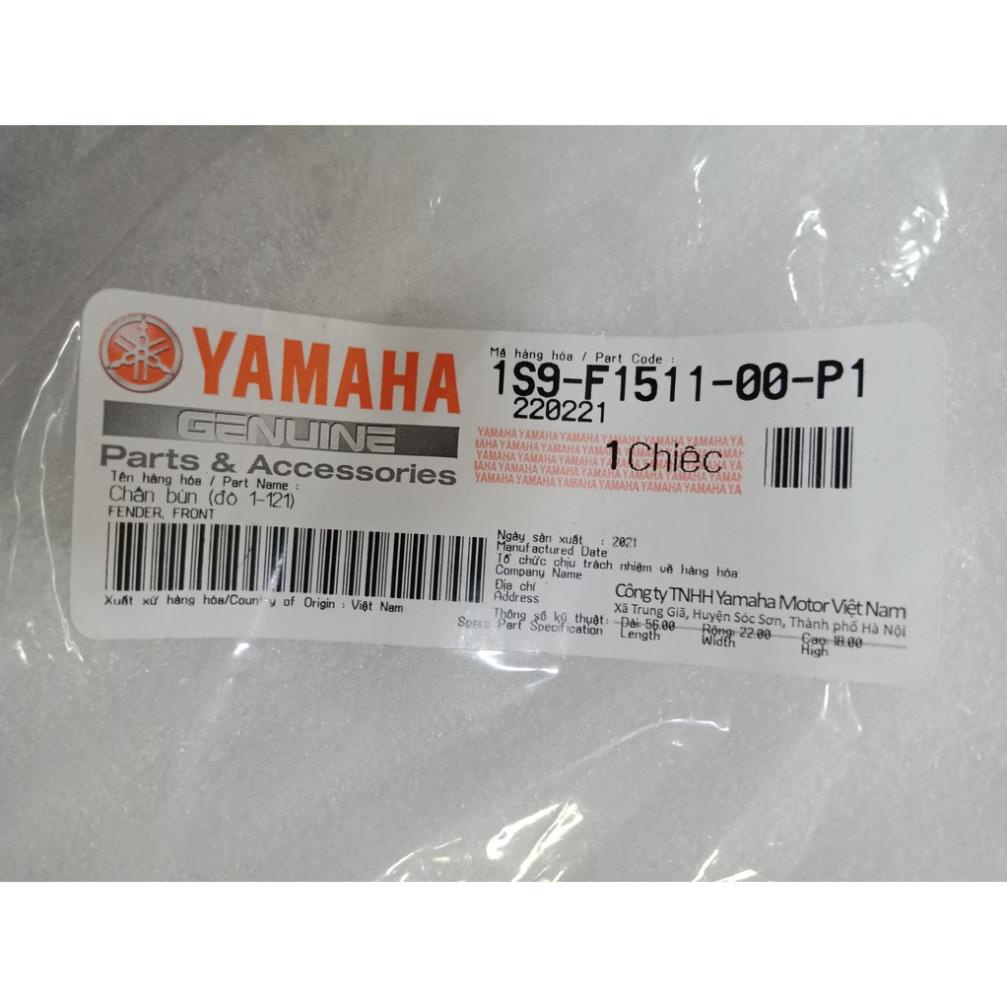 YAMAHA
GENUINE
Parts & Accessories
Tên hàng hóa / Part Name :
Chắn bùn (đỏ 1-121)
FENDER, FRONT
Xuất xứ hàng hóa/Country of Origin : Việt Nam
Mã hàng hóa / Part Code :
1S9-F1511-00-P1
220221
1 Chiếc
Ngày sản xuất : 2021
Manufactured Date
Tổ chức chịu trách nhiệm về hàng hóa
Company Name
Công ty TNHH Yamaha Motor Việt Nam
Địa chỉ
Address
Xã Trung Giã, Huyện Sóc Sơn, Thành phố Hà Nội
Thông số kỹ thuật: Dài: 56.00 Rộng: 22.00 Cao: 18.00
Part Specification Length Width High